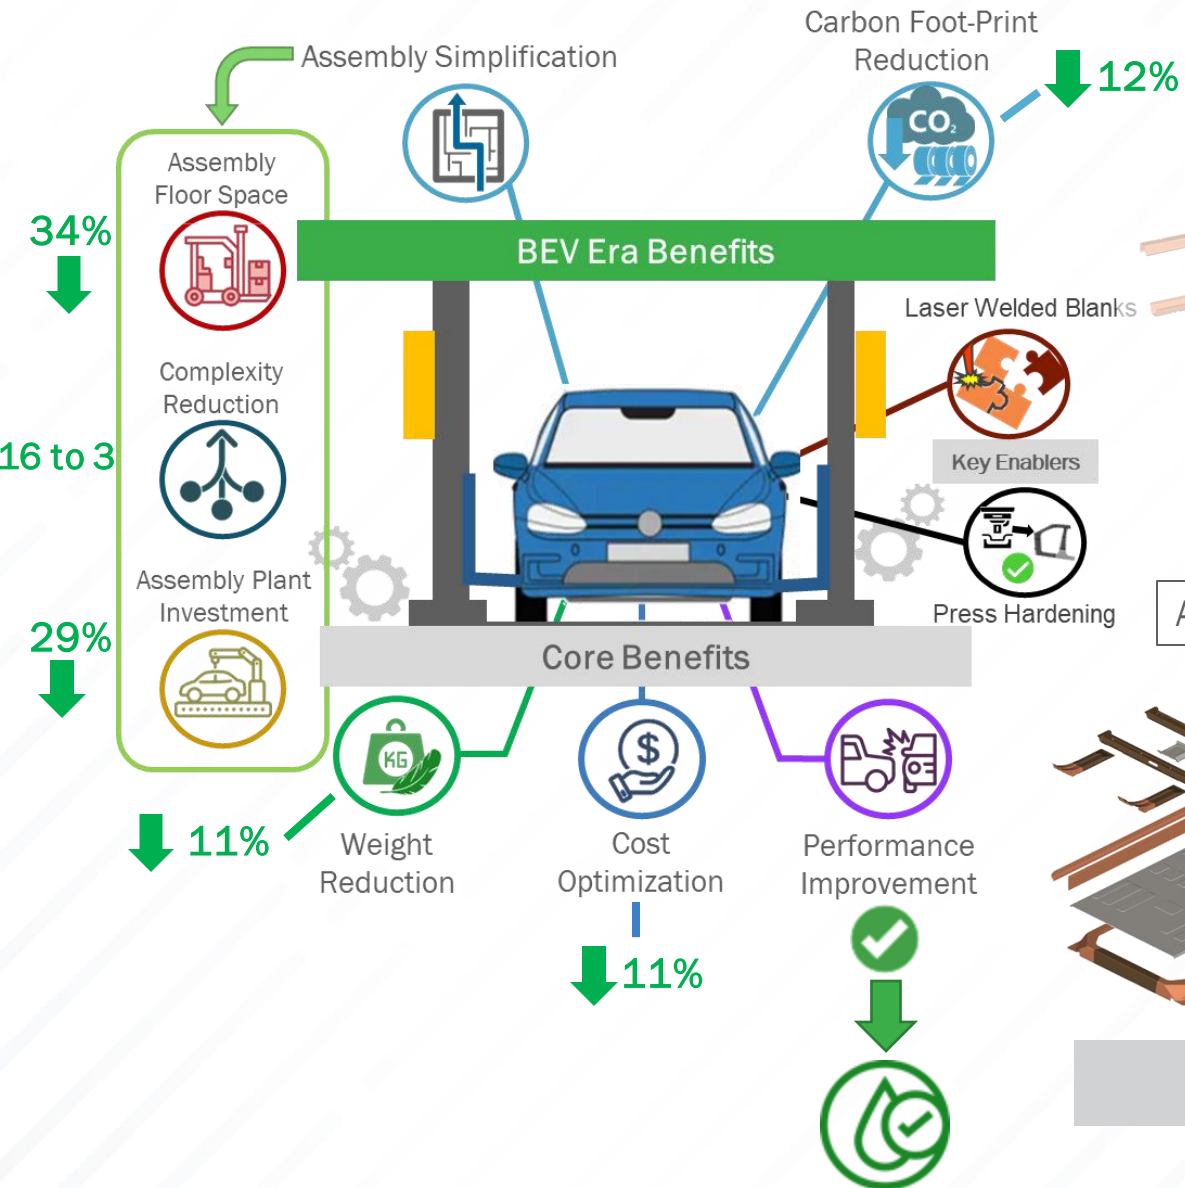 Carbon Foot-Print
Reduction
12%
Assembly Simplification
CO2
Assembly
Floor Space
34%
BEV Era Benefits
Laser Welded Blanks
Complexity
Reduction
16 to 3
Key Enablers
Assembly Plant
Investment
29%
Press Hardening
A
Core Benefits
KG
$
11%
Weight
Reduction
Cost
Optimization
Performance
Improvement
11%